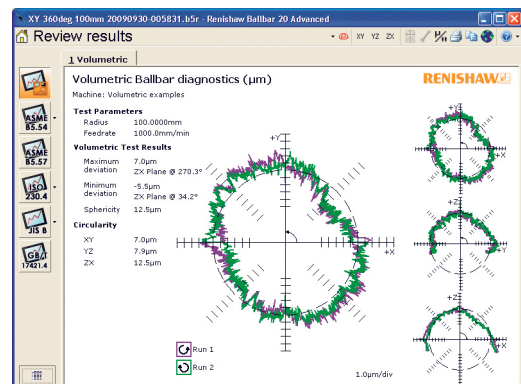 XY 360deg 100mm 20090930-005831.b5r - Renishaw Ballbar 20 Advanced
Review results
XY YZ ZX
1 Volumetric
Volumetric Ballbar diagnostics (µm)
RENISHAW
Machine: Volumetric examples
Test Parameters
Radius 100.0000mm
Feedrate 1000.0mm/min
Volumetric Test Results
Maximum deviation 7.0µm
ZX Plane @ 270.3°
Minimum deviation -5.5µm
ZX Plane @ 34.2°
Sphericity 12.5µm
Circularity
XY 7.0µm
YZ 7.9µm
ZX 12.5µm
ASME B5.54
ASME B5.57
ISO 230.4
JIS B
GB/T 17421.4
+Y
+X
+Y
+X
+Z
+Y
+Z
+X
Run 1
Run 2
1.0µm/div